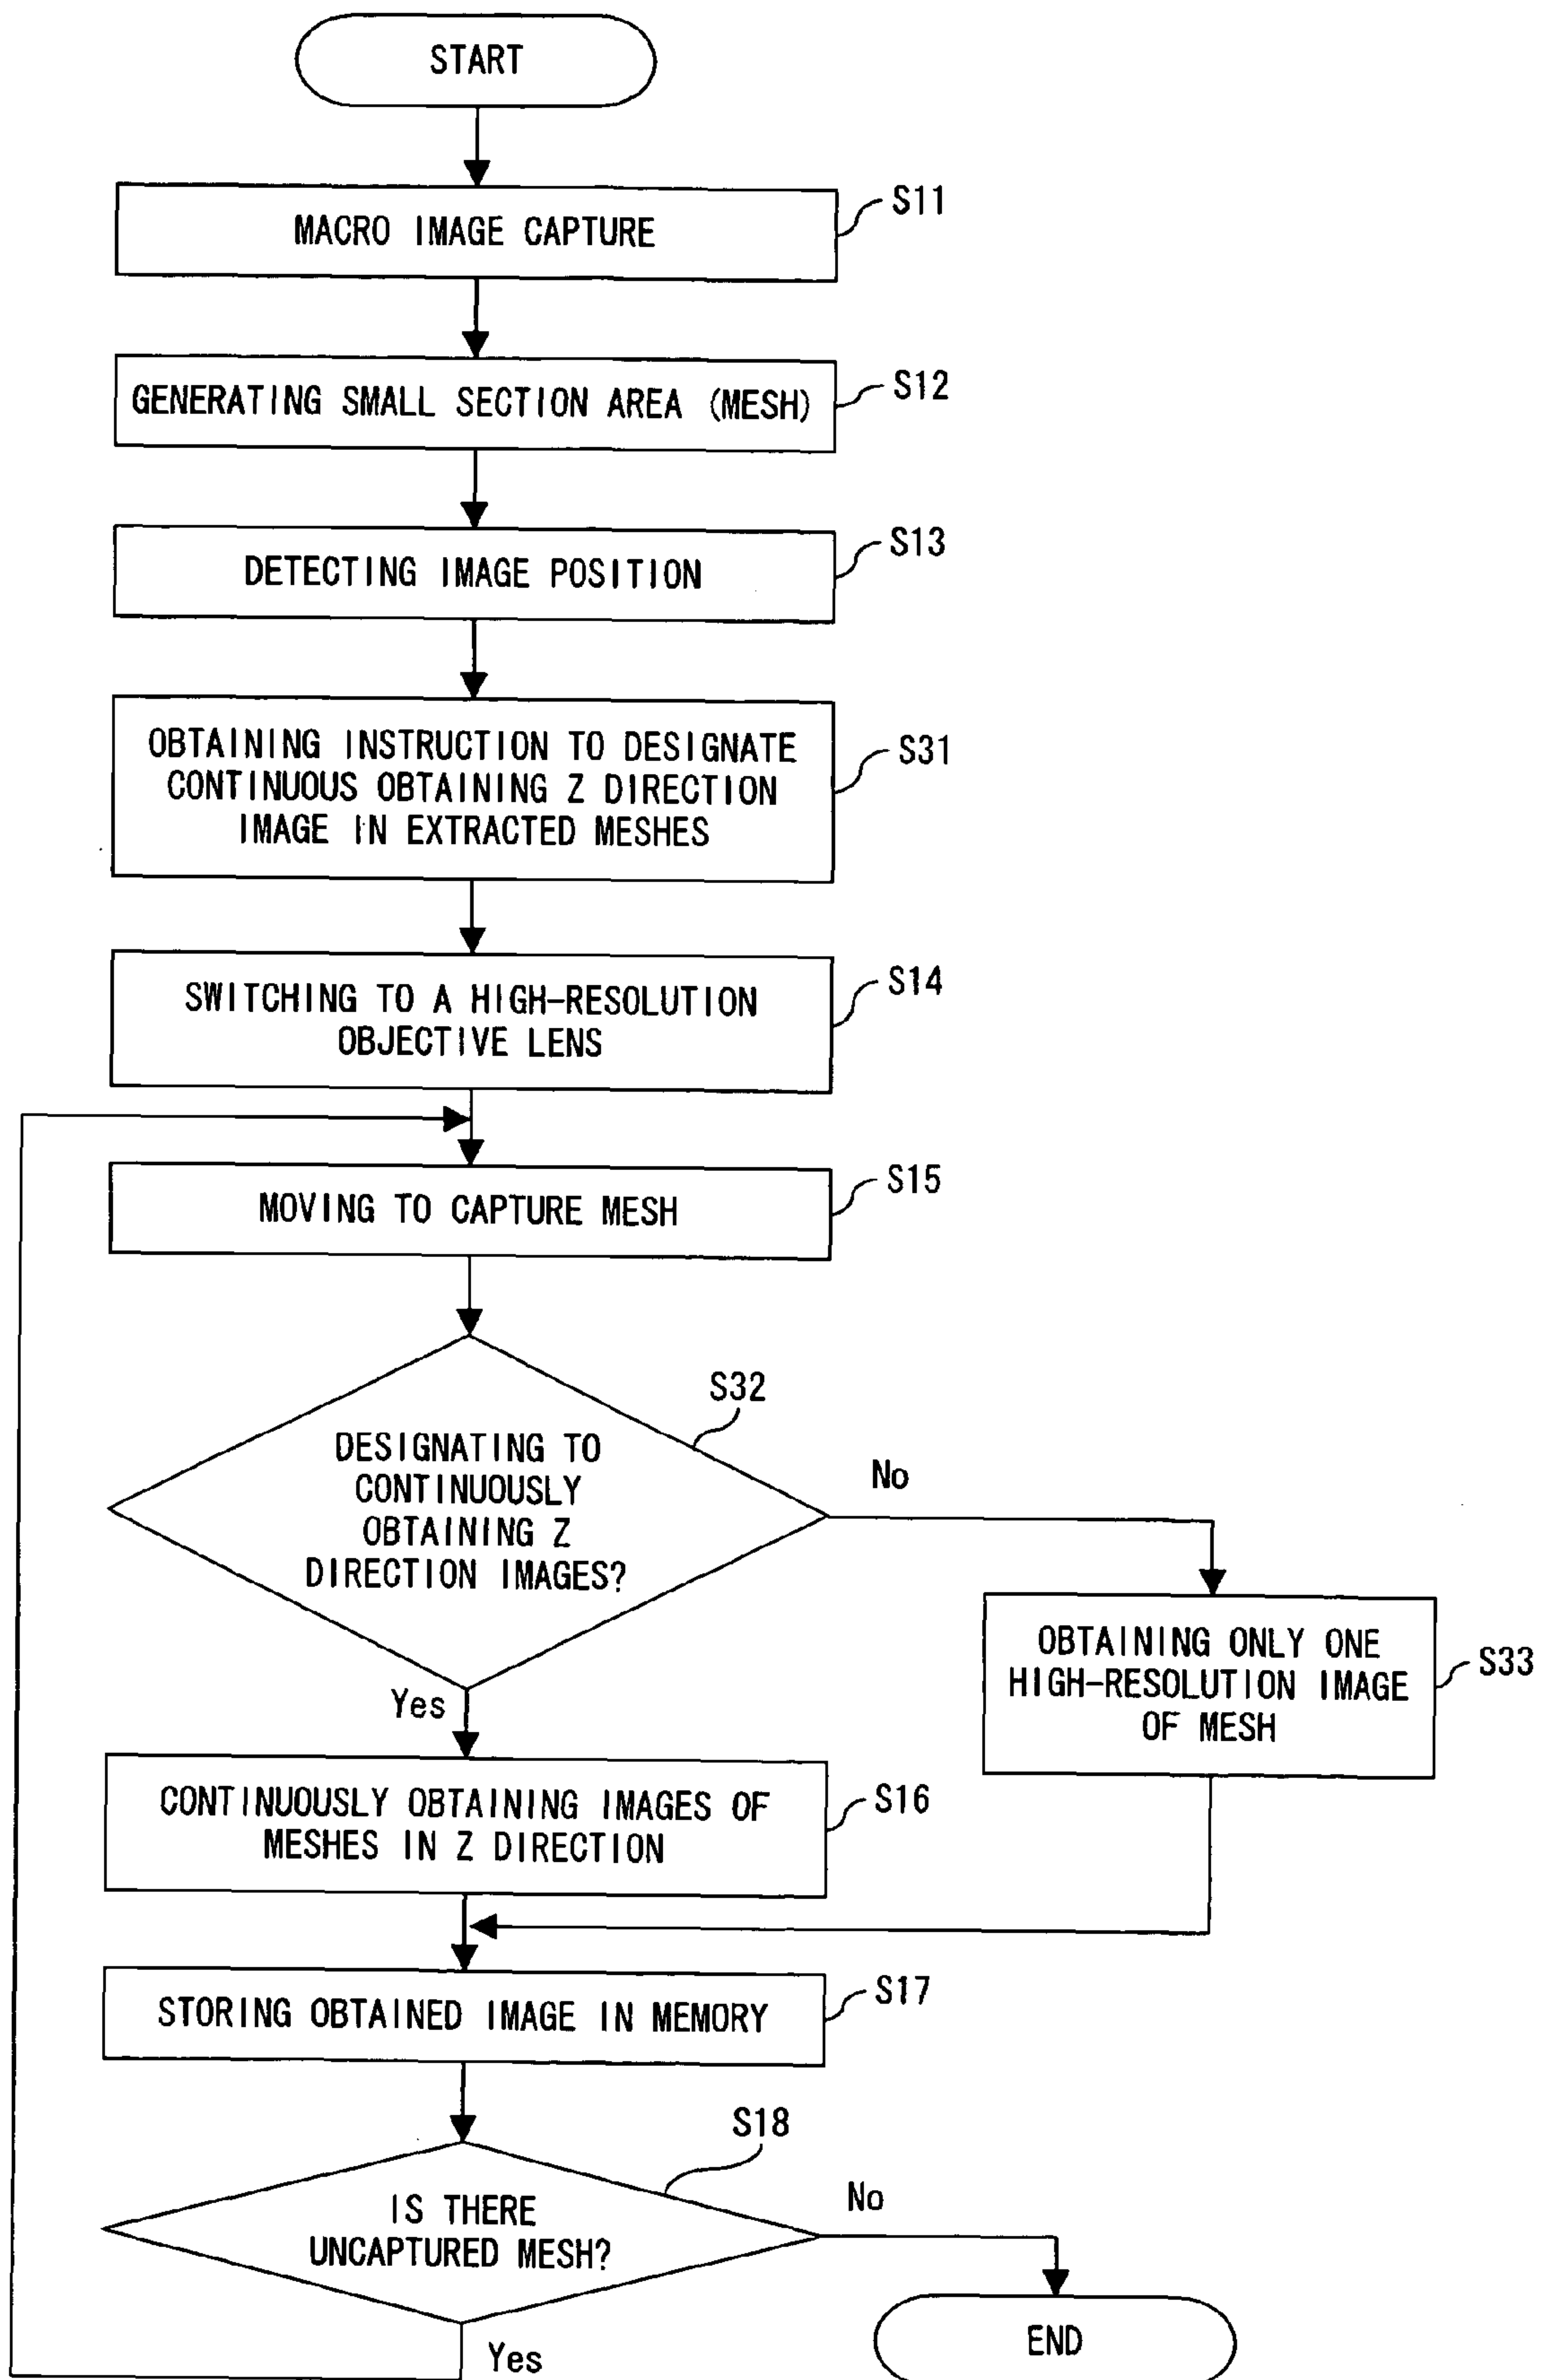 START
MACRO IMAGE CAPTURE
S11
GENERATING SMALL SECTION AREA (MESH)
S12
DETECTING IMAGE POSITION
S13
OBTAINING INSTRUCTION TO DESIGNATE
CONTINUOUS OBTAINING Z DIRECTION
IMAGE IN EXTRACTED MESHES
S31
SWITCHING TO A HIGH-RESOLUTION
OBJECTIVE LENS
S14
MOVING TO CAPTURE MESH
S15
S32
DESIGNATING TO
CONTINUOUSLY
OBTAINING Z
DIRECTION IMAGES?
No
Yes
OBTAINING ONLY ONE
HIGH-RESOLUTION IMAGE
OF MESH
S33
CONTINUOUSLY OBTAINING IMAGES OF
MESHES IN Z DIRECTION
S16
STORING OBTAINED IMAGE IN MEMORY
S17
S18
IS THERE
UNCAPTURED MESH?
No
Yes
END